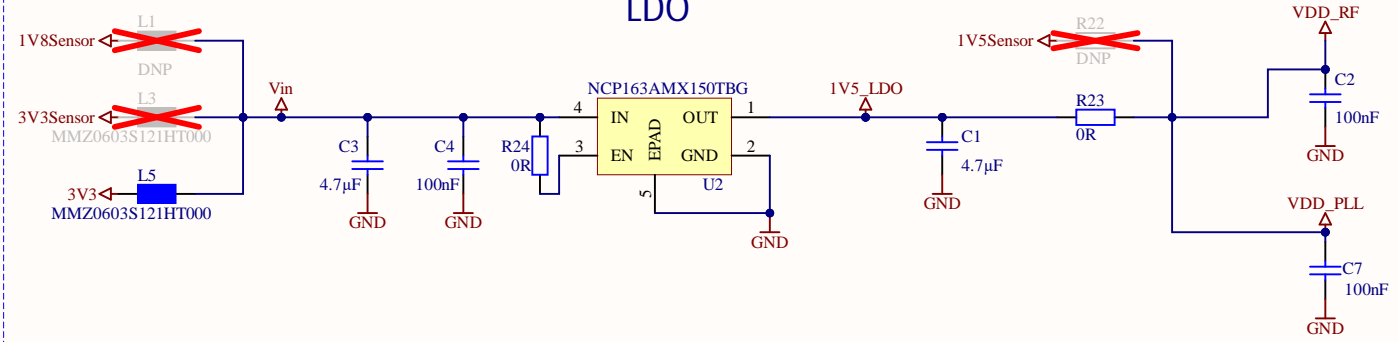 LDO
L1
1V8Sensor
DNP
L3
3V3Sensor
MMZ0603S121HT000
L5
3V3
MMZ0603S121HT000
Vin
C3
4.7µF
GND
C4
100nF
GND
R24
0R
NCP163AMX150TBG
4 IN OUT 1
3 EN EPAD GND 2
5
U2
GND
1V5_LDO
C1
4.7µF
GND
R22
1V5Sensor
DNP
R23
0R
VDD_RF
C2
100nF
GND
VDD_PLL
C7
100nF
GND